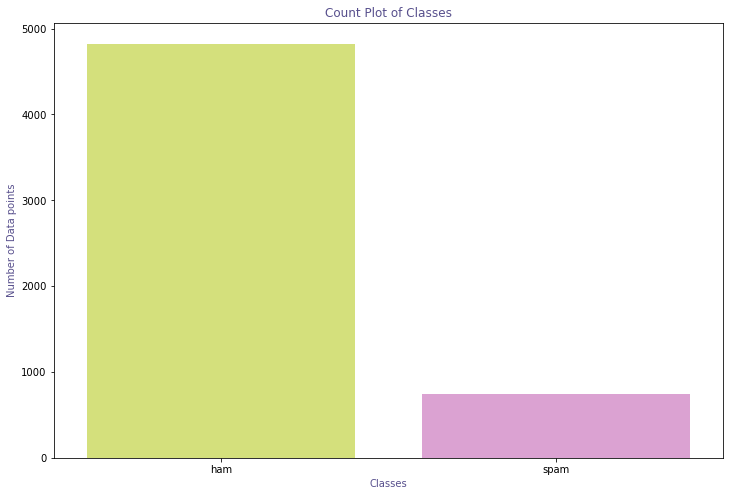 Count Plot of Classes
Number of Data points
5000
4000
3000
2000
1000
0
ham
spam
Classes